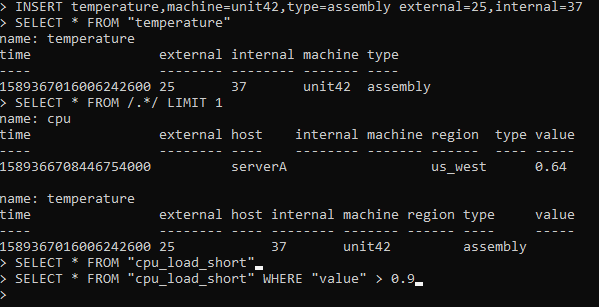 > INSERT temperature,machine=unit42,type=assembly external=25,internal=37
> SELECT * FROM "temperature"
name: temperature
time                external internal machine type
----                -------- -------- ------- ----
1589367016006242600 25       37       unit42  assembly
> SELECT * FROM /.*/ LIMIT 1
name: cpu
time                external host    internal machine region  type value
----                -------- ----    -------- ------- ------  ---- -----
1589366708446754000          serverA                  us_west      0.64
name: temperature
time                external host internal machine region type     value
----                -------- ---- -------- ------- ------ ----     -----
1589367016006242600 25            37       unit42         assembly
> SELECT * FROM "cpu_load_short"
> SELECT * FROM "cpu_load_short" WHERE "value" > 0.9
>